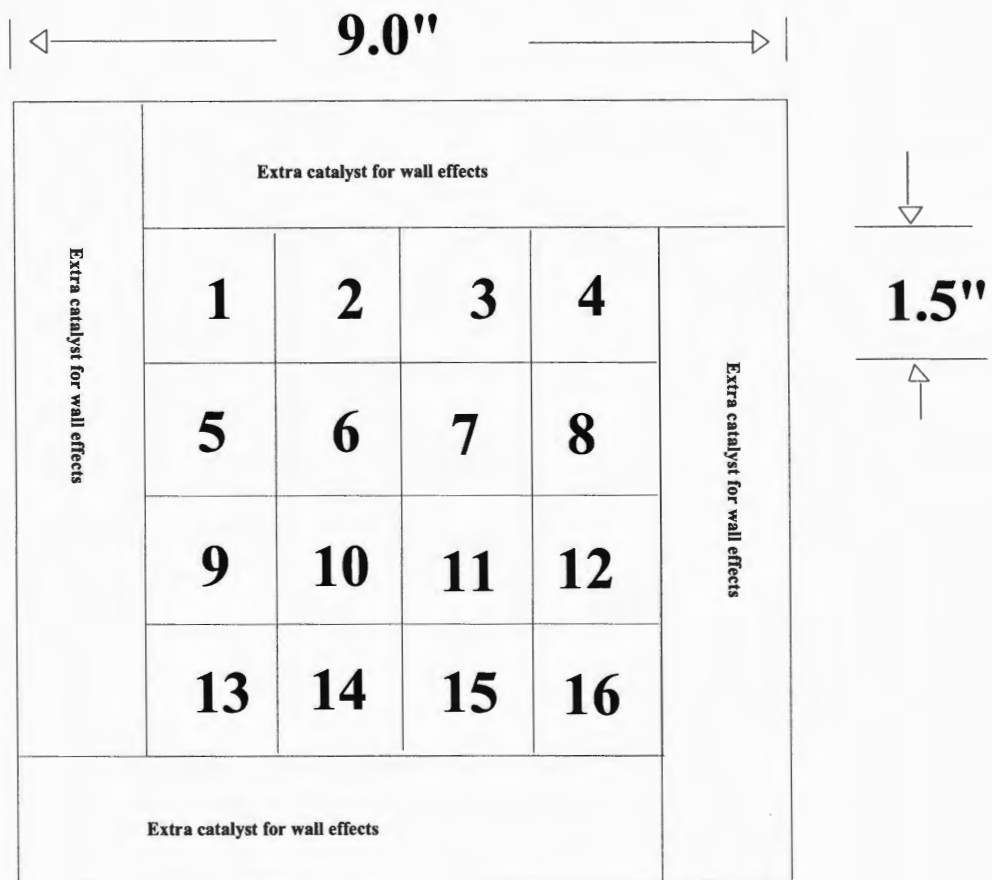 9.0"
Extra catalyst for wall effects
Extra catalyst for wall effects
1 2 3 4
1.5"
5 6 7 8
Extra catalyst for wall effects
9 10 11 12
13 14 15 16
Extra catalyst for wall effects